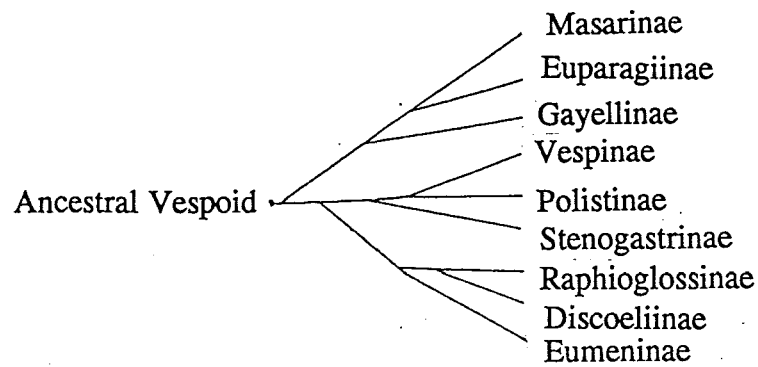 Masarinae
Euparagiinae
Gayellinae
Vespinae
Ancestral Vespoid
Polistinae
Stenogastrinae
Raphioglossinae
Discoeliinae
Eumeninae